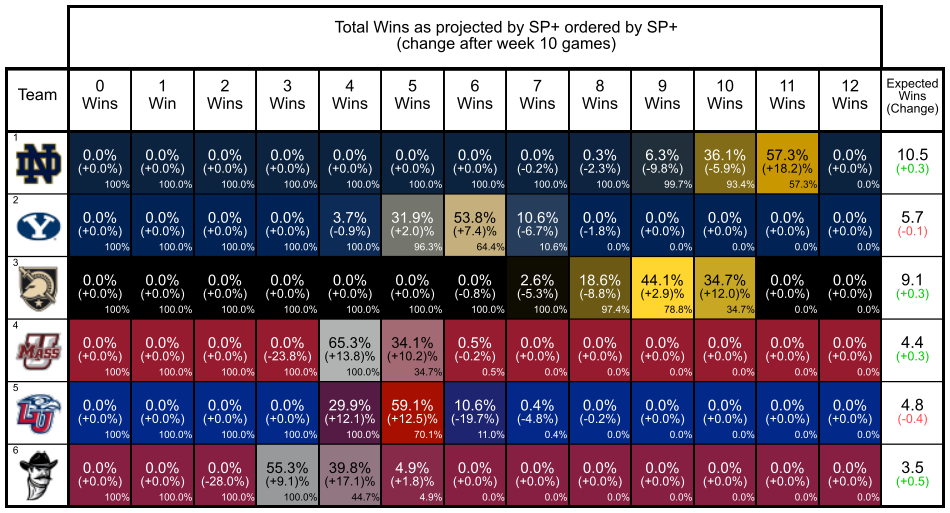 Total Wins as projected by SP+ ordered by SP+
(change after week 10 games)
Team
0 Wins
1 Win
2 Wins
3 Wins
4 Wins
5 Wins
6 Wins
7 Wins
8 Wins
9 Wins
10 Wins
11 Wins
12 Wins
Expected Wins (Change)
1
ND
0.0% 0.0% 0.0% 0.0% 0.0% 0.0% 0.0% 0.0% 0.3% 6.3% 36.1% 57.3% 0.0% 10.5
(+0.0%) (+0.0%) (+0.0%) (+0.0%) (+0.0%) (+0.0%) (+0.0%) (-0.2%) (-2.3%) (-9.8%) (-5.9%) (+18.2)% (+0.0%) (+0.3)
100% 100.0% 100.0% 100.0% 100.0% 100.0% 100.0% 100.0% 100.0% 99.7% 93.4% 57.3% 0.0%
2
Y
0.0% 0.0% 0.0% 0.0% 3.7% 31.9% 53.8% 10.6% 0.0% 0.0% 0.0% 0.0% 0.0% 5.7
(+0.0%) (+0.0%) (+0.0%) (+0.0%) (-0.9%) (+2.0)% (+7.4)% (-6.7%) (-1.8%) (+0.0%) (+0.0%) (+0.0%) (+0.0%) (-0.1)
100% 100.0% 100.0% 100.0% 100.0% 96.3% 64.4% 10.6% 0.0% 0.0% 0.0% 0.0% 0.0%
3
0.0% 0.0% 0.0% 0.0% 0.0% 0.0% 0.0% 2.6% 18.6% 44.1% 34.7% 0.0% 0.0% 9.1
(+0.0%) (+0.0%) (+0.0%) (+0.0%) (+0.0%) (+0.0%) (-0.8%) (-5.3%) (-8.8%) (+2.9)% (+12.0)% (+0.0%) (+0.0%) (+0.3)
100% 100.0% 100.0% 100.0% 100.0% 100.0% 100.0% 100.0% 97.4% 78.8% 34.7% 0.0% 0.0%
4
U
MASS
0.0% 0.0% 0.0% 0.0% 65.3% 34.1% 0.5% 0.0% 0.0% 0.0% 0.0% 0.0% 0.0% 4.4
(+0.0%) (+0.0%) (+0.0%) (-23.8%) (+13.8)% (+10.2)% (-0.2%) (+0.0%) (+0.0%) (+0.0%) (+0.0%) (+0.0%) (+0.0%) (+0.3)
100% 100.0% 100.0% 100.0% 100.0% 34.7% 0.5% 0.0% 0.0% 0.0% 0.0% 0.0% 0.0%
5
LU
0.0% 0.0% 0.0% 0.0% 29.9% 59.1% 10.6% 0.4% 0.0% 0.0% 0.0% 0.0% 0.0% 4.8
(+0.0%) (+0.0%) (+0.0%) (+0.0%) (+12.1%) (+12.5)% (-19.7%) (-4.8%) (-0.2%) (+0.0%) (+0.0%) (+0.0%) (+0.0%) (-0.4)
100% 100.0% 100.0% 100.0% 100.0% 70.1% 11.0% 0.4% 0.0% 0.0% 0.0% 0.0% 0.0%
6
0.0% 0.0% 0.0% 55.3% 39.8% 4.9% 0.0% 0.0% 0.0% 0.0% 0.0% 0.0% 0.0% 3.5
(+0.0%) (+0.0%) (-28.0%) (+9.1)% (+17.1)% (+1.8)% (+0.0%) (+0.0%) (+0.0%) (+0.0%) (+0.0%) (+0.0%) (+0.0%) (+0.5)
100% 100.0% 100.0% 100.0% 44.7% 4.9% 0.0% 0.0% 0.0% 0.0% 0.0% 0.0% 0.0%